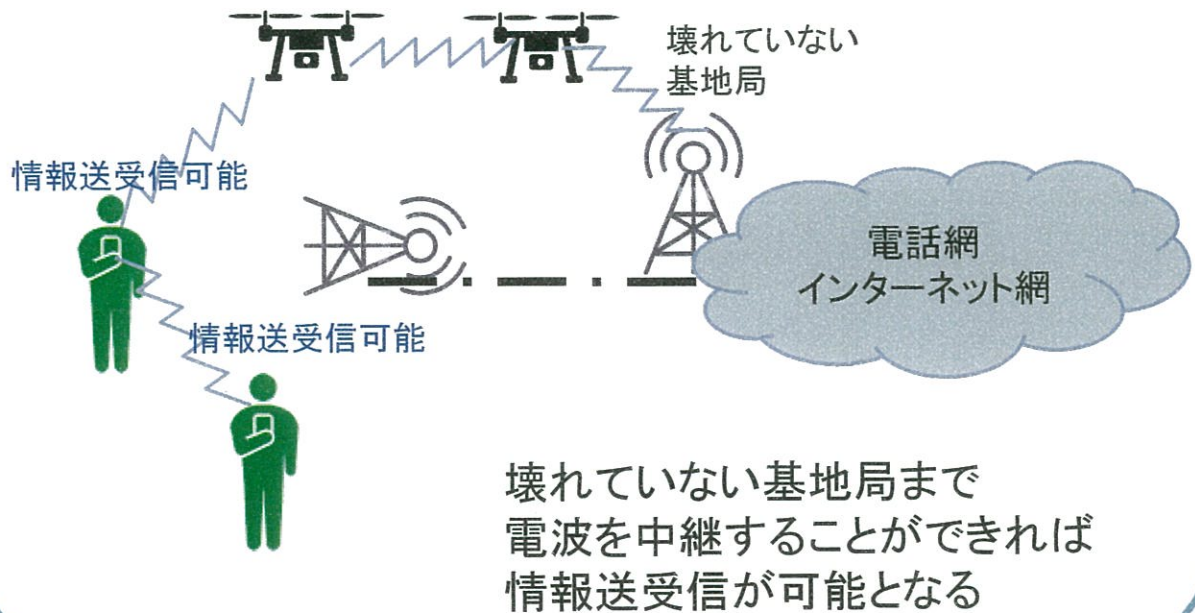 壊れていない
基地局
情報送受信可能
電話網
インターネット網
情報送受信可能
壊れていない基地局まで
電波を中継することができれば
情報送受信が可能となる